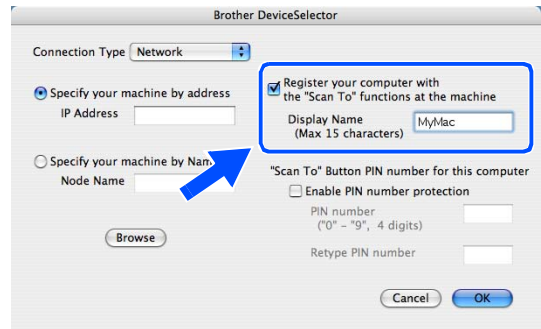 Brother DeviceSelector
Connection Type Network
Specify your machine by address
IP Address
Specify your machine by Nam
Node Name
Browse
Register your computer with
the "Scan To" functions at the machine
Display Name
(Max 15 characters)
MyMac
"Scan To" Button PIN number for this computer
Enable PIN number protection
PIN number
("0" – "9", 4 digits)
Retype PIN number
Cancel OK